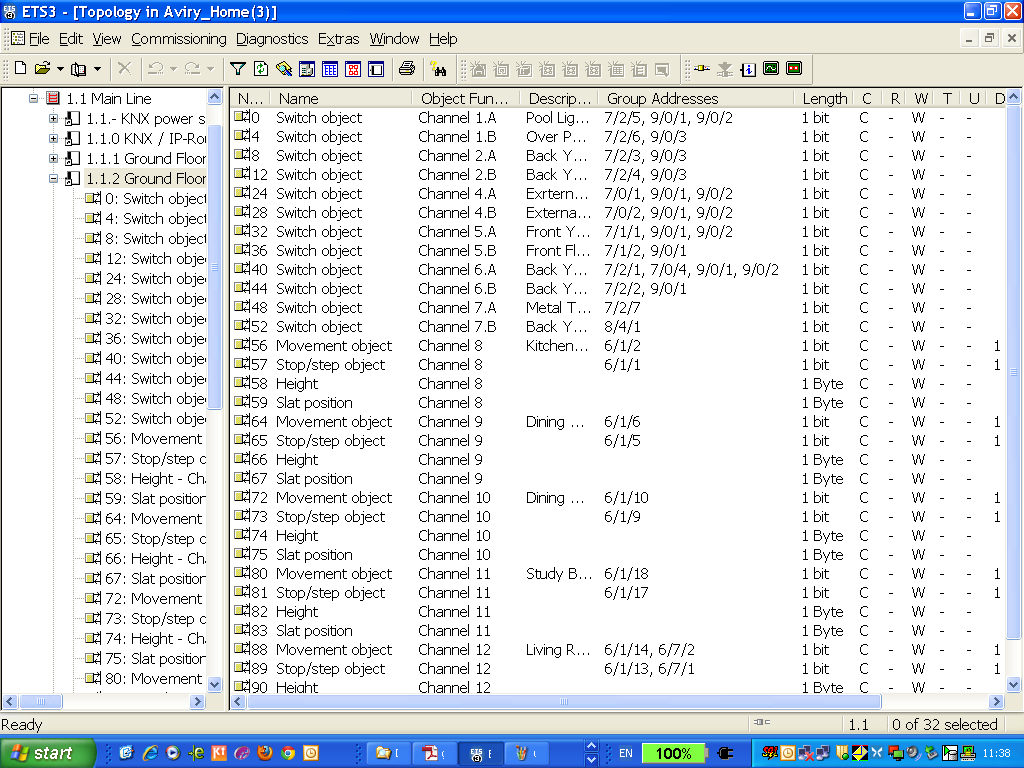 ETS3 - [Topology in Aviry_Home(3)]
File Edit View Commissioning Diagnostics Extras Window Help
1.1 Main Line
1.1.- KNX power s
1.1.0 KNX / IP-Rou
1.1.1 Ground Floor
1.1.2 Ground Floor
0: Switch object
4: Switch object
8: Switch object
12: Switch obje
24: Switch obje
28: Switch obje
32: Switch obje
36: Switch obje
40: Switch obje
44: Switch obje
48: Switch obje
52: Switch obje
56: Movement
57: Stop/step o
58: Height - Cha
59: Slat position
64: Movement
65: Stop/step o
66: Height - Cha
67: Slat position
72: Movement
73: Stop/step o
74: Height - Cha
75: Slat position
80: Movement
N... Name Object Fun... Descrip... Group Addresses Length C R W T U D
0 Switch object Channel 1.A Pool Lig... 7/2/5, 9/0/1, 9/0/2 1 bit C - W - -
4 Switch object Channel 1.B Over P... 7/2/6, 9/0/3 1 bit C - W - -
8 Switch object Channel 2.A Back Y... 7/2/3, 9/0/3 1 bit C - W - -
12 Switch object Channel 2.B Back Y... 7/2/4, 9/0/3 1 bit C - W - -
24 Switch object Channel 4.A Exrtern... 7/0/1, 9/0/1, 9/0/2 1 bit C - W - -
28 Switch object Channel 4.B Externa... 7/0/2, 9/0/1, 9/0/2 1 bit C - W - -
32 Switch object Channel 5.A Front Y... 7/1/1, 9/0/1, 9/0/2 1 bit C - W - -
36 Switch object Channel 5.B Front Fl... 7/1/2, 9/0/1 1 bit C - W - -
40 Switch object Channel 6.A Back Y... 7/2/1, 7/0/4, 9/0/1, 9/0/2 1 bit C - W - -
44 Switch object Channel 6.B Back Y... 7/2/2, 9/0/1 1 bit C - W - -
48 Switch object Channel 7.A Metal T... 7/2/7 1 bit C - W - -
52 Switch object Channel 7.B Back Y... 8/4/1 1 bit C - W - -
56 Movement object Channel 8 Kitchen... 6/1/2 1 bit C - W - - 1
57 Stop/step object Channel 8 6/1/1 1 bit C - W - - 1
58 Height Channel 8 1 Byte C - W - -
59 Slat position Channel 8 1 Byte C - W - -
64 Movement object Channel 9 Dining ... 6/1/6 1 bit C - W - - 1
65 Stop/step object Channel 9 6/1/5 1 bit C - W - - 1
66 Height Channel 9 1 Byte C - W - -
67 Slat position Channel 9 1 Byte C - W - -
72 Movement object Channel 10 Dining ... 6/1/10 1 bit C - W - - 1
73 Stop/step object Channel 10 6/1/9 1 bit C - W - - 1
74 Height Channel 10 1 Byte C - W - -
75 Slat position Channel 10 1 Byte C - W - -
80 Movement object Channel 11 Study B... 6/1/18 1 bit C - W - - 1
81 Stop/step object Channel 11 6/1/17 1 bit C - W - - 1
82 Height Channel 11 1 Byte C - W - -
83 Slat position Channel 11 1 Byte C - W - -
88 Movement object Channel 12 Living R... 6/1/14, 6/7/2 1 bit C - W - - 1
89 Stop/step object Channel 12 6/1/13, 6/7/1 1 bit C - W - - 1
90 Height Channel 12 1 Byte C - W - -
Ready 1.1 0 of 32 selected
start EN 100% 11:38